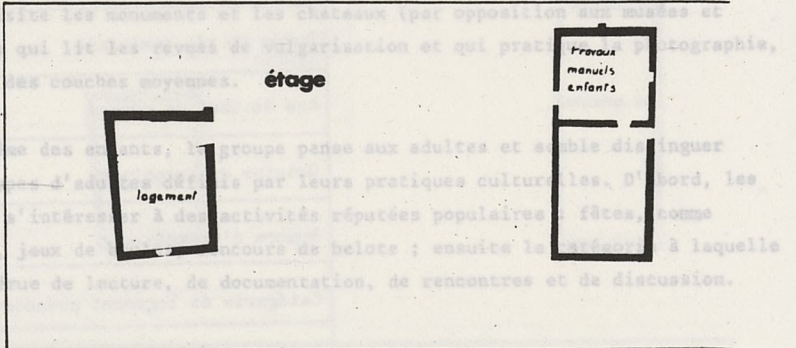 site les monuments et les chateaux (par opposition aux musées et
qui lit les revues de vulgarisation et qui pratique la photographie,
des couches moyennes.
étage
travaux
manuels
enfants
logement
des enfants, le groupe pense aux adultes et semble distinguer
d'adultes définis par leurs pratiques culturelles. D'abord, les
s'intéresser à des activités réputées populaires : fêtes, comme
jeux de boules, concours de belote ; ensuite la catégorie à laquelle
de lecture, de documentation, de rencontres et de discussion.